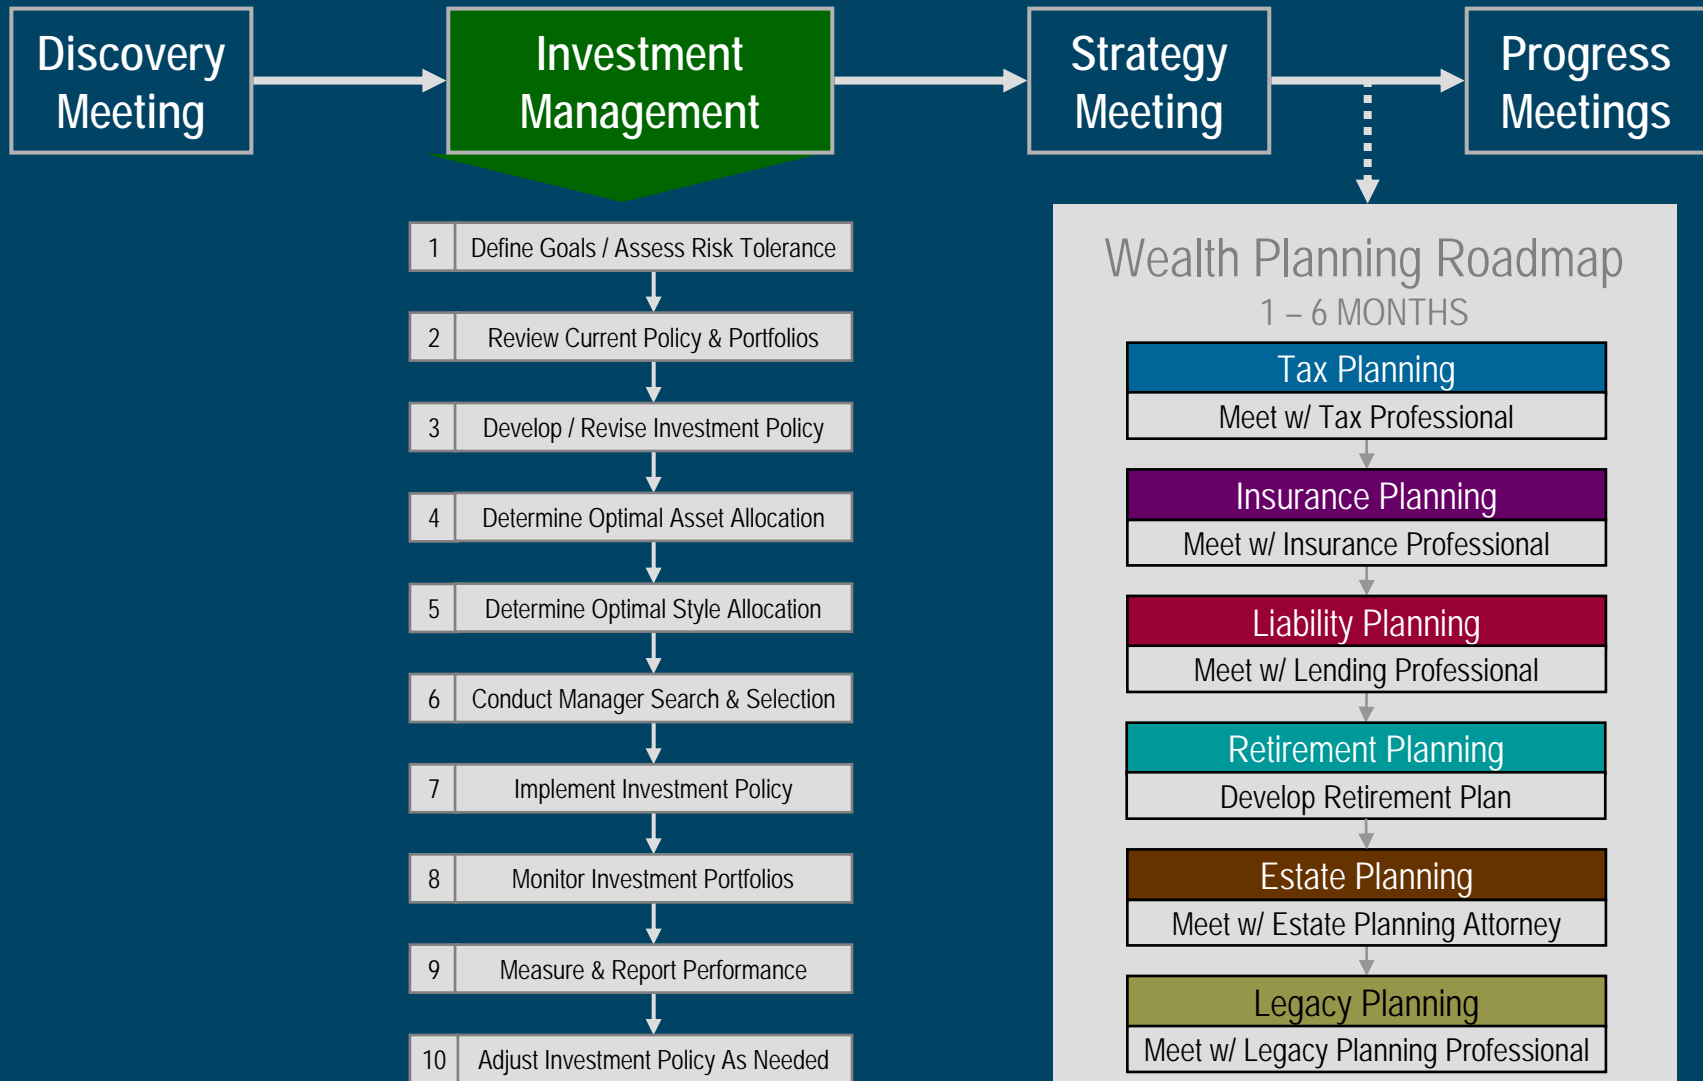 Discovery
Meeting
Investment
Management
Strategy
Meeting
Progress
Meetings
1 Define Goals / Assess Risk Tolerance
2 Review Current Policy & Portfolios
3 Develop / Revise Investment Policy
4 Determine Optimal Asset Allocation
5 Determine Optimal Style Allocation
6 Conduct Manager Search & Selection
7 Implement Investment Policy
8 Monitor Investment Portfolios
9 Measure & Report Performance
10 Adjust Investment Policy As Needed
Wealth Planning Roadmap
1 – 6 MONTHS
Tax Planning
Meet w/ Tax Professional
Insurance Planning
Meet w/ Insurance Professional
Liability Planning
Meet w/ Lending Professional
Retirement Planning
Develop Retirement Plan
Estate Planning
Meet w/ Estate Planning Attorney
Legacy Planning
Meet w/ Legacy Planning Professional